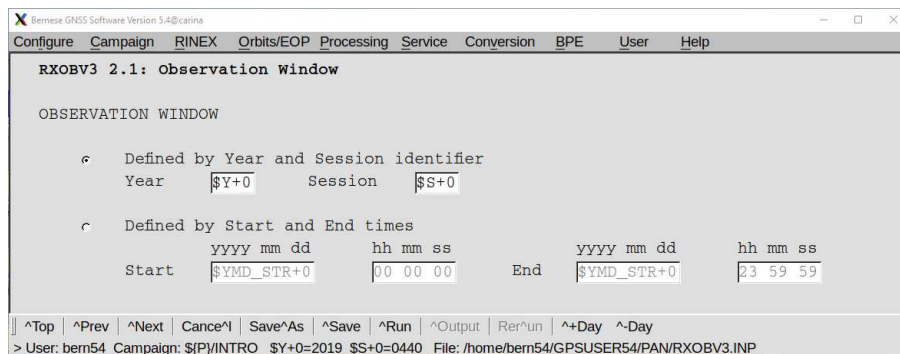 Bernese GNSS Software Version 5.4@carina
Configure Campaign RINEX Orbits/EOP Processing Service Conversion BPE User Help
RXOBV3 2.1: Observation Window
OBSERVATION WINDOW
Defined by Year and Session identifier
Year $Y+0 Session $S+0
Defined by Start and End times
yyyy mm dd hh mm ss yyyy mm dd hh mm ss
Start $YMD_STR+0 00 00 00 End $YMD_STR+0 23 59 59
^Top | ^Prev | ^Next | Cance^l | Save^As | ^Save | ^Run | ^Output | Rer^un | ^+Day ^-Day
> User: bern54 Campaign: ${P}/INTRO $Y+0=2019 $S+0=0440 File: /home/bern54/GPSUSER54/PAN/RXOBV3.INP